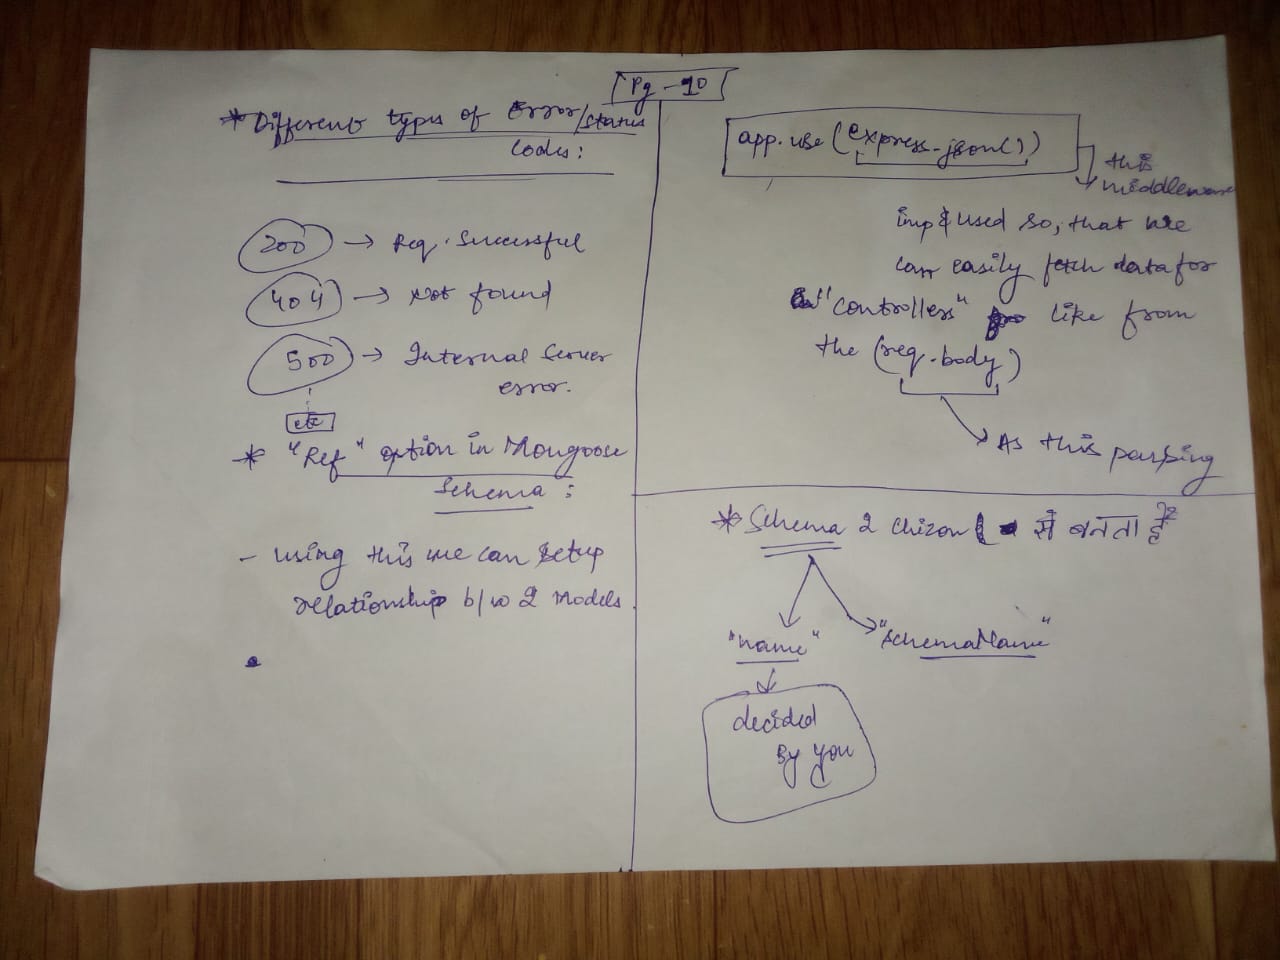 Pg - 10
* Different types of Error/status
Codes:
200 → Req. Successful
404 → Not found
500 → Internal Server
error.
etc
* "Ref" option in Mongoose
Schema :
- using this we can setup
relationship b/w 2 Models.
app.use(express.json())
this
middleware
imp & used so, that we
can easily fetch data for
"controllers" like from
the (req.body)
As this parsing
* Schema 2 chizon से बनता है
"name" "schemaName"
decided
By you